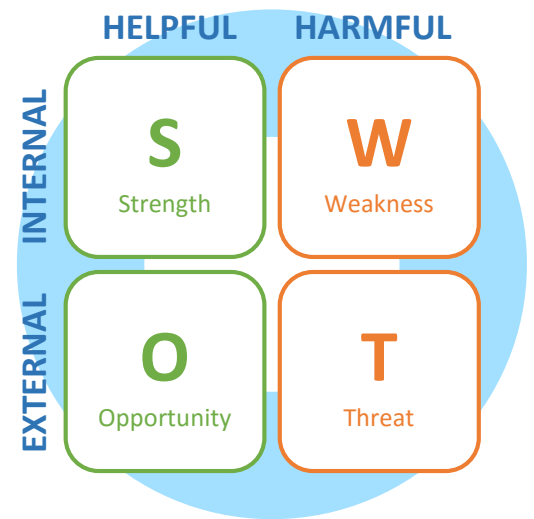 HELPFUL HARMFUL
INTERNAL
S
Strength
W
Weakness
EXTERNAL
O
Opportunity
T
Threat